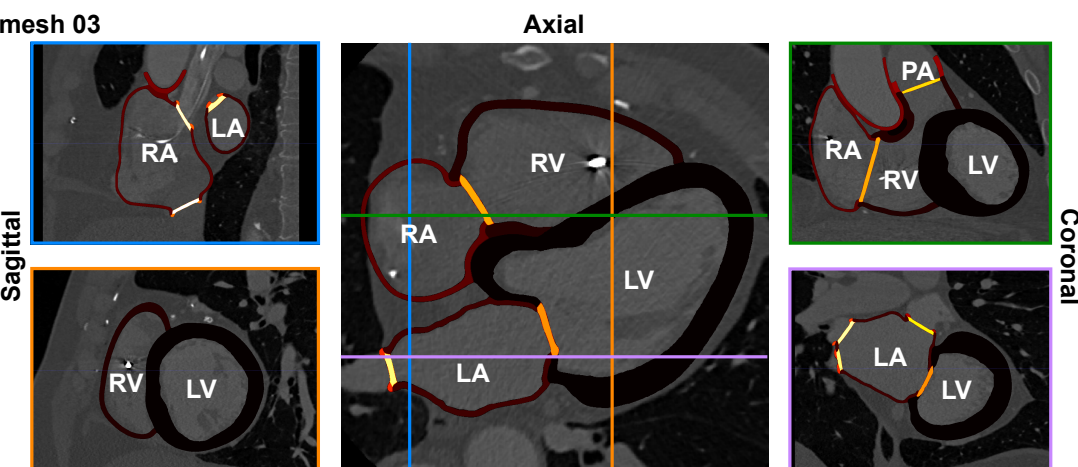 mesh 03
Axial
Sagittal
Coronal
RA
LA
RV
LV
RV
RA
LV
LA
PA
RA
RV
LV
LA
LV